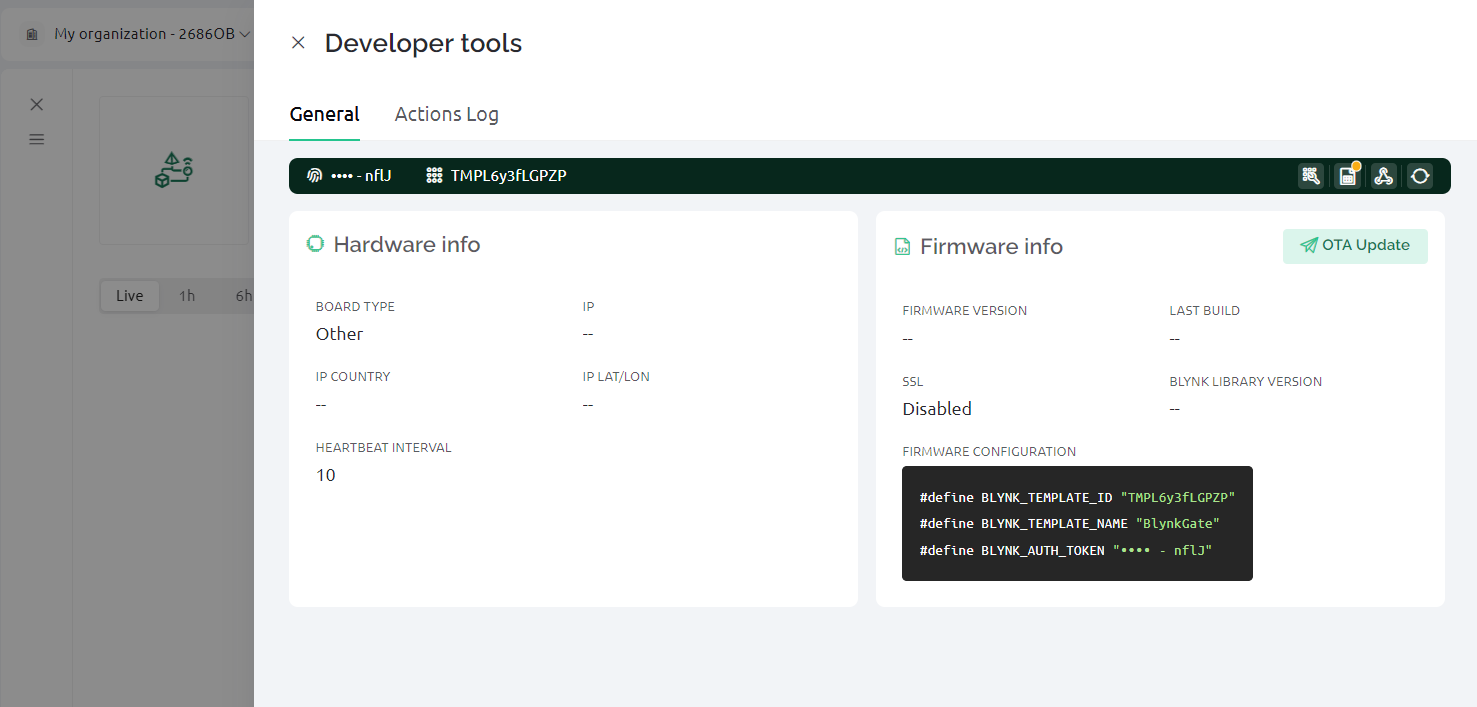 My organization - 2686OB
Developer tools
General
Actions Log
•••• - nflJ
TMPL6y3fLGPZP
Live
1h
6h
Hardware info
BOARD TYPE
Other
IP
--
IP COUNTRY
--
IP LAT/LON
--
HEARTBEAT INTERVAL
10
Firmware info
OTA Update
FIRMWARE VERSION
--
LAST BUILD
--
SSL
Disabled
BLYNK LIBRARY VERSION
--
FIRMWARE CONFIGURATION
#define BLYNK_TEMPLATE_ID "TMPL6y3fLGPZP"
#define BLYNK_TEMPLATE_NAME "BlynkGate"
#define BLYNK_AUTH_TOKEN "•••• - nflJ"